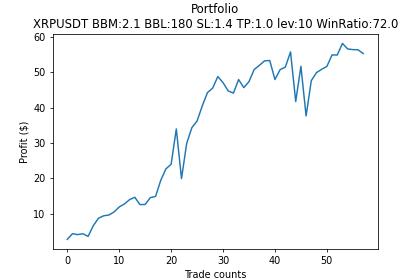 Portfolio
XRPUSDT BBM:2.1 BBL:180 SL:1.4 TP:1.0 lev:10 WinRatio:72.0
60
50
40
30
20
10
Profit ($)
0 10 20 30 40 50
Trade counts